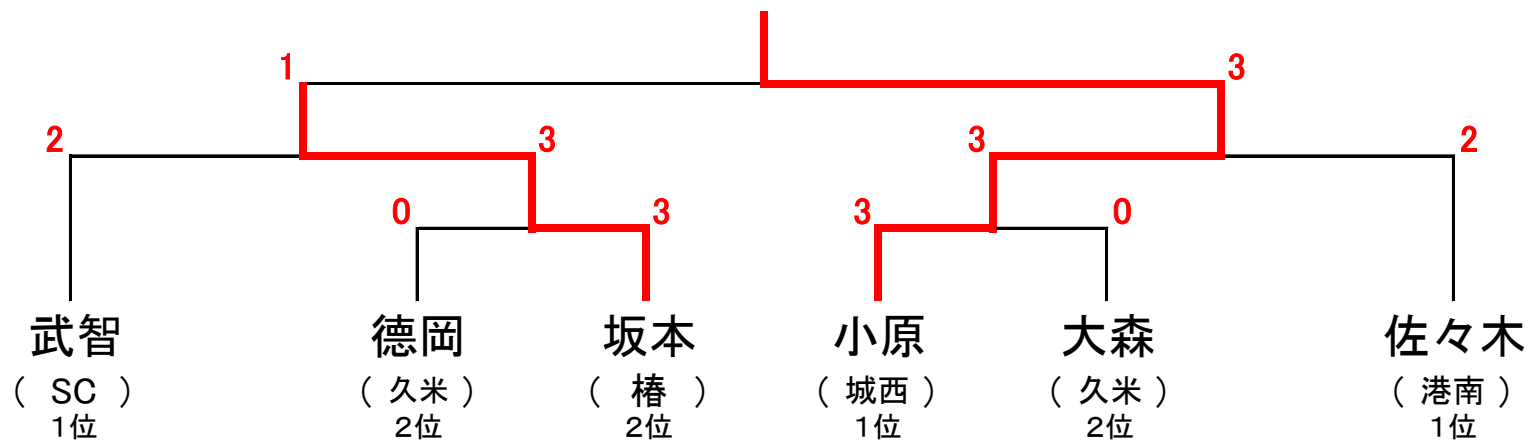 1 3
2 3 3 2
0 3 3 0
武智 德岡 坂本 小原 大森 佐々木
( SC ) ( 久米 ) ( 椿 ) ( 城西 ) ( 久米 ) ( 港南 )
1位 2位 2位 1位 2位 1位